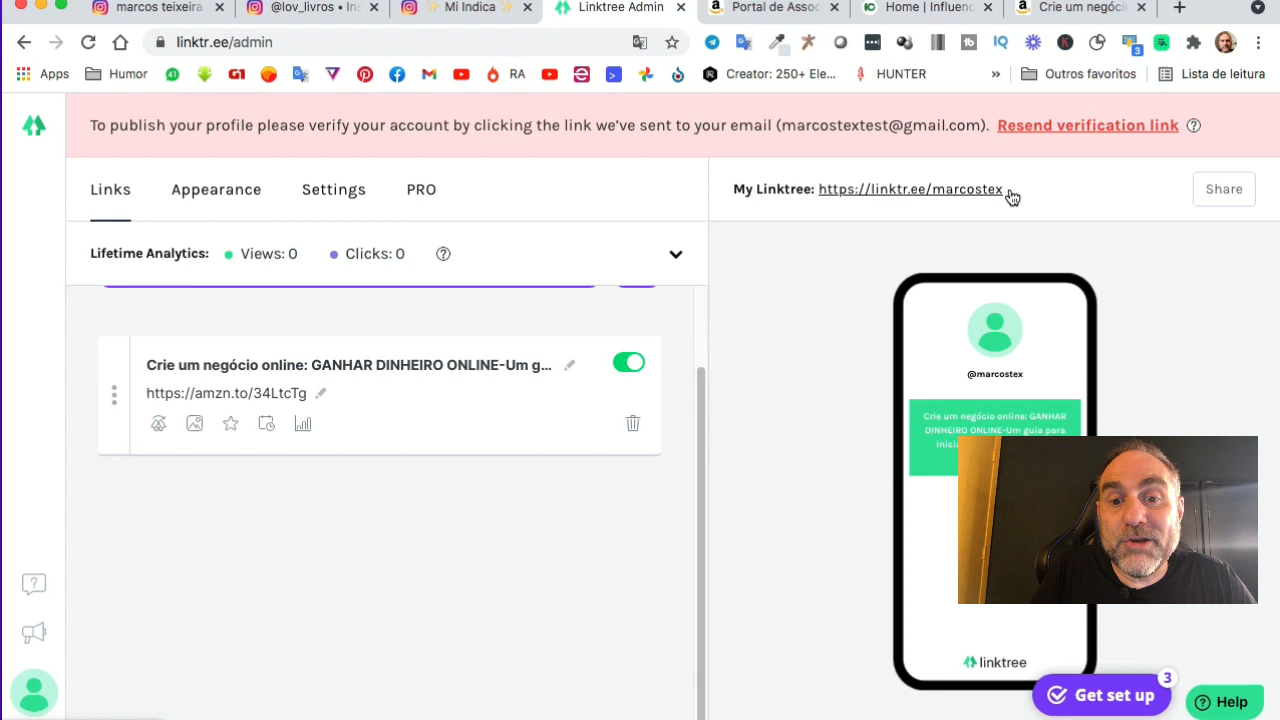 marcos teixeira
@lov_livros • Ins
Mi Indica
Linktree Admin
Portal de Assoc
Home | Influenc
Crie um negócio
linktr.ee/admin
Apps
Humor
RA
Creator: 250+ Ele...
HUNTER
»
Outros favoritos
Lista de leitura
To publish your profile please verify your account by clicking the link we've sent to your email (marcostextest@gmail.com). Resend verification link
Links
Appearance
Settings
PRO
My Linktree: https://linktr.ee/marcostex
Share
Lifetime Analytics:
Views: 0
Clicks: 0
Crie um negócio online: GANHAR DINHEIRO ONLINE-Um g...
https://amzn.to/34LtcTg
@marcostex
Crie um negócio online: GANHAR
DINHEIRO ONLINE-Um guia para
linktree
3
Get set up
Help